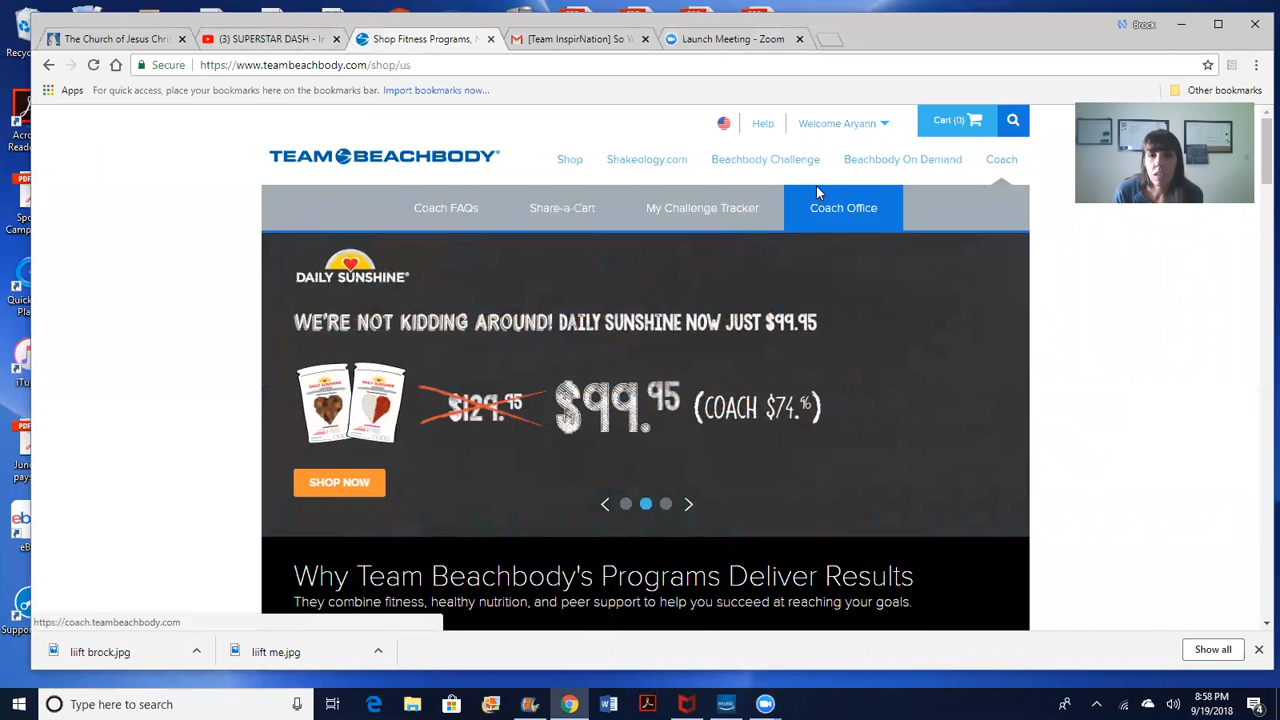 Brock
The Church of Jesus Chri
(3) SUPERSTAR DASH - In
Shop Fitness Programs, N
[Team InspirNation] So Y
Launch Meeting - Zoom
Secure
https://www.teambeachbody.com/shop/us
Apps
For quick access, place your bookmarks here on the bookmarks bar. Import bookmarks now...
Other bookmarks
Help
Welcome Aryann
Cart (0)
TEAM BEACHBODY
Shop
Shakeology.com
Beachbody Challenge
Beachbody On Demand
Coach
Coach FAQs
Share-a-Cart
My Challenge Tracker
Coach Office
DAILY SUNSHINE®
WE'RE NOT KIDDING AROUND! DAILY SUNSHINE NOW JUST $99.95
$129.95
$99.95
(COACH $74.96)
SHOP NOW
Why Team Beachbody's Programs Deliver Results
They combine fitness, healthy nutrition, and peer support to help you succeed at reaching your goals.
https://coach.teambeachbody.com
liift brock.jpg
liift me.jpg
Show all
Type here to search
8:58 PM
9/19/2018